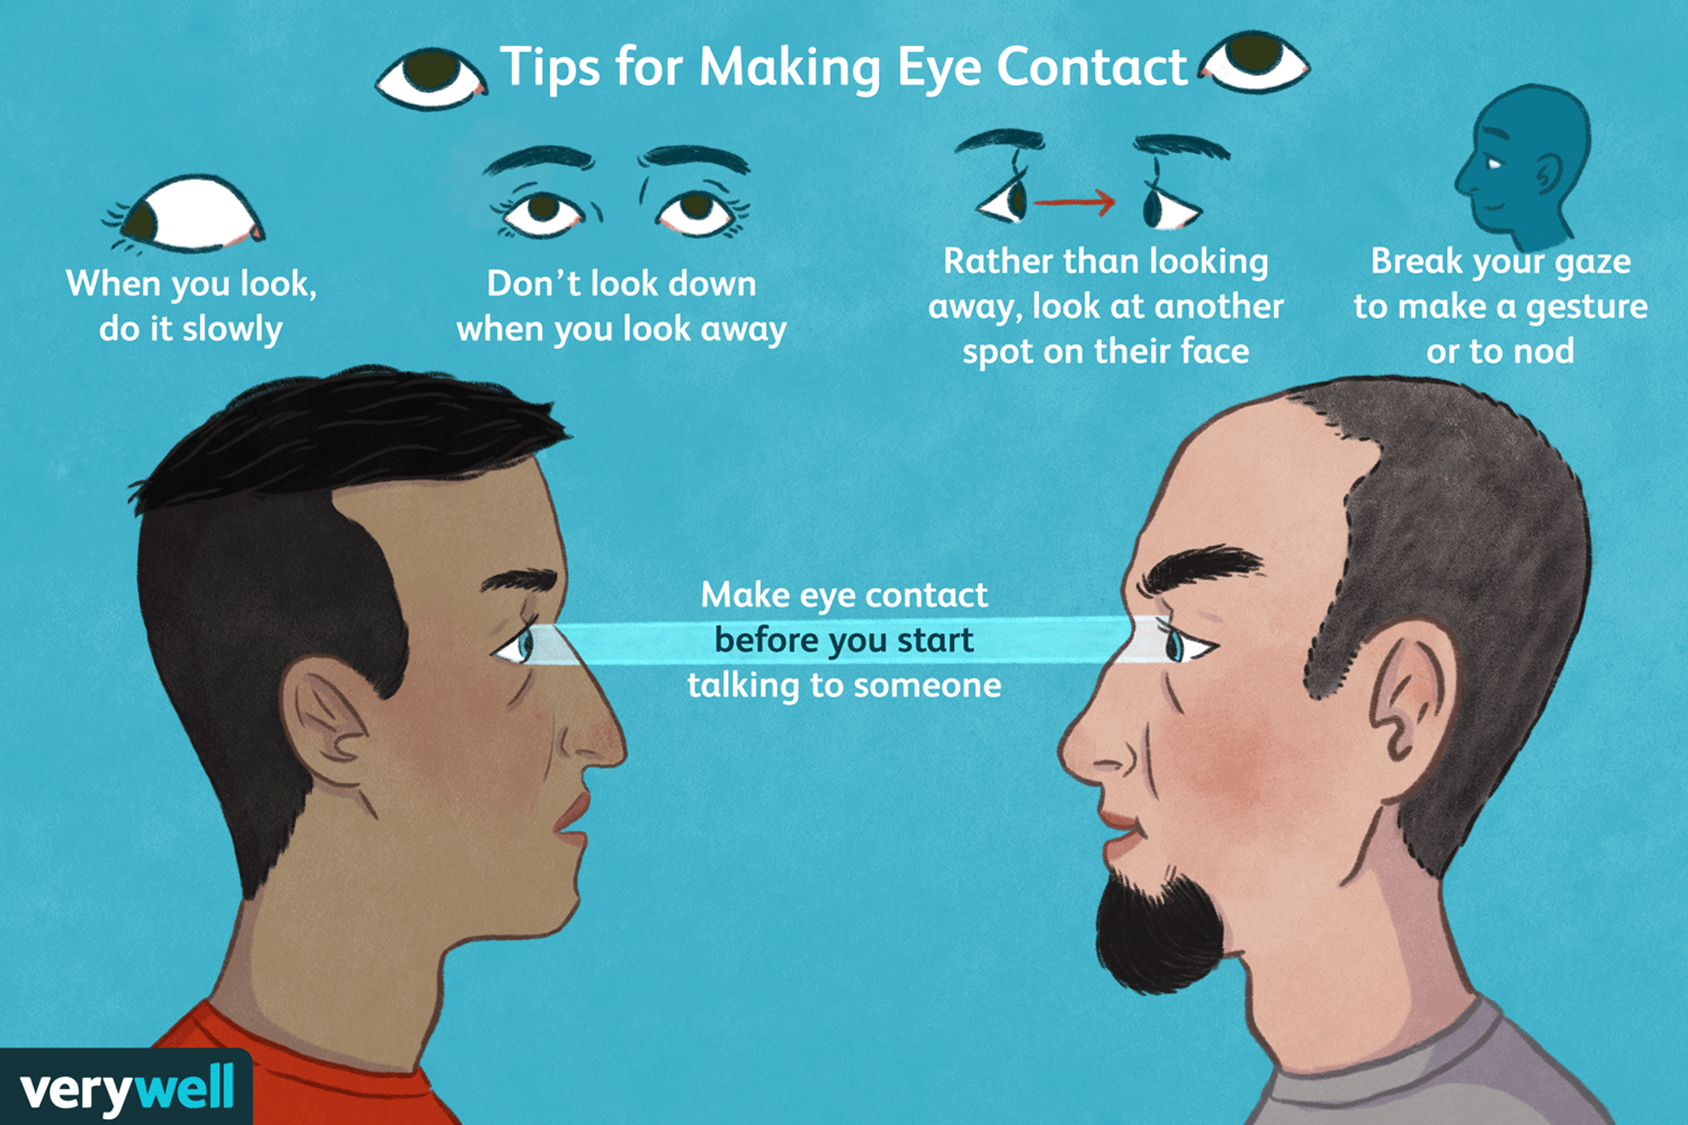 Tips for Making Eye Contact
When you look,
do it slowly
Don’t look down
when you look away
Rather than looking
away, look at another
spot on their face
Break your gaze
to make a gesture
or to nod
Make eye contact
before you start
talking to someone
verywell